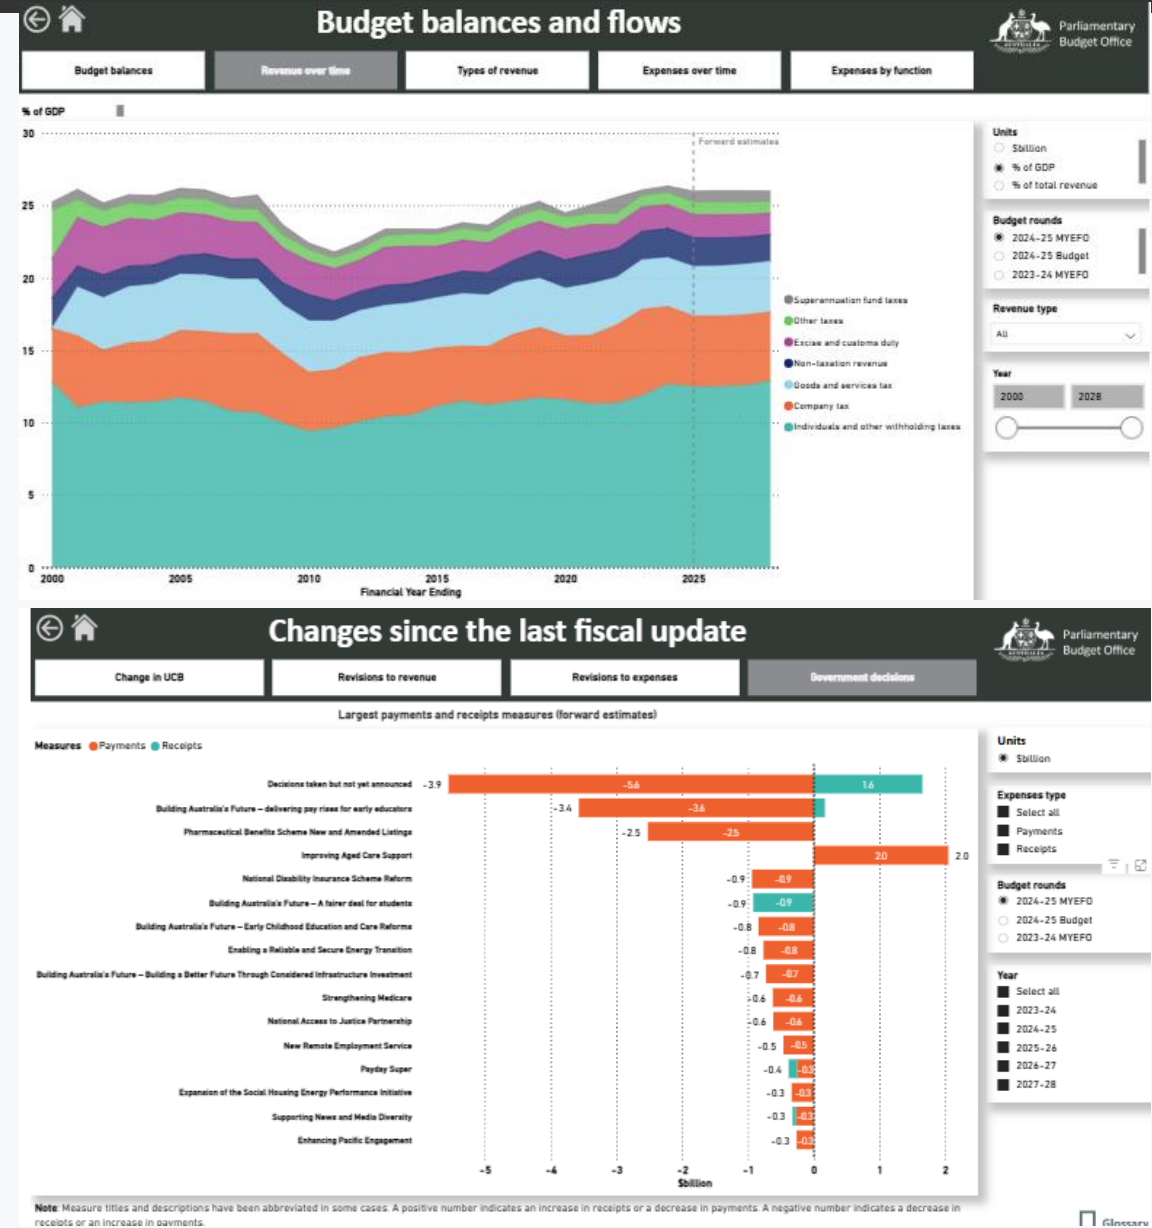 Budget balances and flows
Parliamentary
Budget Office
Budget balances
Revenue over time
Types of revenue
Expenses over time
Expenses by function
% of GDP
30
25
20
15
10
5
0
Forward estimates
2000
2005
2010
2015
2020
2025
Financial Year Ending
Superannuation fund taxes
Other taxes
Excise and customs duty
Non-taxation revenue
Goods and services tax
Company tax
Individuals and other withholding taxes
Units
$billion
% of GDP
% of total revenue
Budget rounds
2024-25 MYEFO
2024-25 Budget
2023-24 MYEFO
Revenue type
All
Year
2000
2028
Changes since the last fiscal update
Parliamentary
Budget Office
Change in UCB
Revisions to revenue
Revisions to expenses
Government decisions
Largest payments and receipts measures (forward estimates)
Measures Payments Receipts
Decisions taken but not yet announced -3.9 -5.6 1.6
Building Australia's Future – delivering pay rises for early educators -3.4 -3.6
Pharmaceutical Benefits Scheme New and Amended Listings -2.5 -2.5
Improving Aged Care Support 2.0 2.0
National Disability Insurance Scheme Reform -0.9 -0.9
Building Australia's Future – A fairer deal for students -0.9 -0.9
Building Australia's Future – Early Childhood Education and Care Reforms -0.8 -0.8
Enabling a Reliable and Secure Energy Transition -0.8 -0.8
Building Australia's Future – Building a Better Future Through Considered Infrastructure Investment -0.7 -0.7
Strengthening Medicare -0.6 -0.6
National Access to Justice Partnership -0.6 -0.6
New Remote Employment Service -0.5 -0.5
Payday Super -0.4 -0.3
Expansion of the Social Housing Energy Performance Initiative -0.3 -0.3
Supporting News and Media Diversity -0.3 -0.3
Enhancing Pacific Engagement -0.3 -0.3
-5 -4 -3 -2 -1 0 1 2
$billion
Units
$billion
Expenses type
Select all
Payments
Receipts
Budget rounds
2024-25 MYEFO
2024-25 Budget
2023-24 MYEFO
Year
Select all
2023-24
2024-25
2025-26
2026-27
2027-28
Note: Measure titles and descriptions have been abbreviated in some cases. A positive number indicates an increase in receipts or a decrease in payments. A negative number indicates a decrease in
receipts or an increase in payments.
Glossary